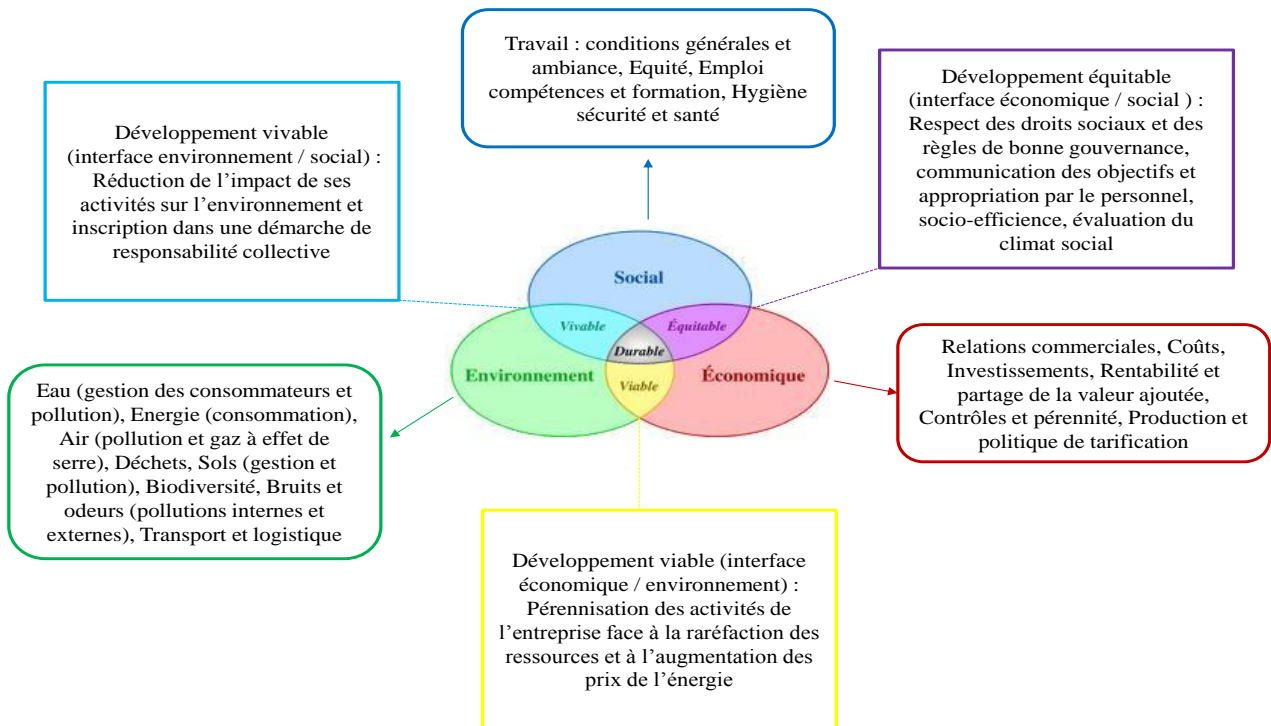 Travail : conditions générales et
ambiance, Equité, Emploi
compétences et formation, Hygiène
sécurité et santé
Développement vivable
(interface environnement / social) :
Réduction de l’impact de ses
activités sur l’environnement et
inscription dans une démarche de
responsabilité collective
Développement équitable
(interface économique / social ) :
Respect des droits sociaux et des
règles de bonne gouvernance,
communication des objectifs et
appropriation par le personnel,
socio-efficience, évaluation du
climat social
Social
Vivable
Équitable
Durable
Environnement
Viable
Économique
Eau (gestion des consommateurs et
pollution), Energie (consommation),
Air (pollution et gaz à effet de
serre), Déchets, Sols (gestion et
pollution), Biodiversité, Bruits et
odeurs (pollutions internes et
externes), Transport et logistique
Relations commerciales, Coûts,
Investissements, Rentabilité et
partage de la valeur ajoutée,
Contrôles et pérennité, Production et
politique de tarification
Développement viable (interface
économique / environnement) :
Pérennisation des activités de
l’entreprise face à la raréfaction des
ressources et à l’augmentation des
prix de l’énergie